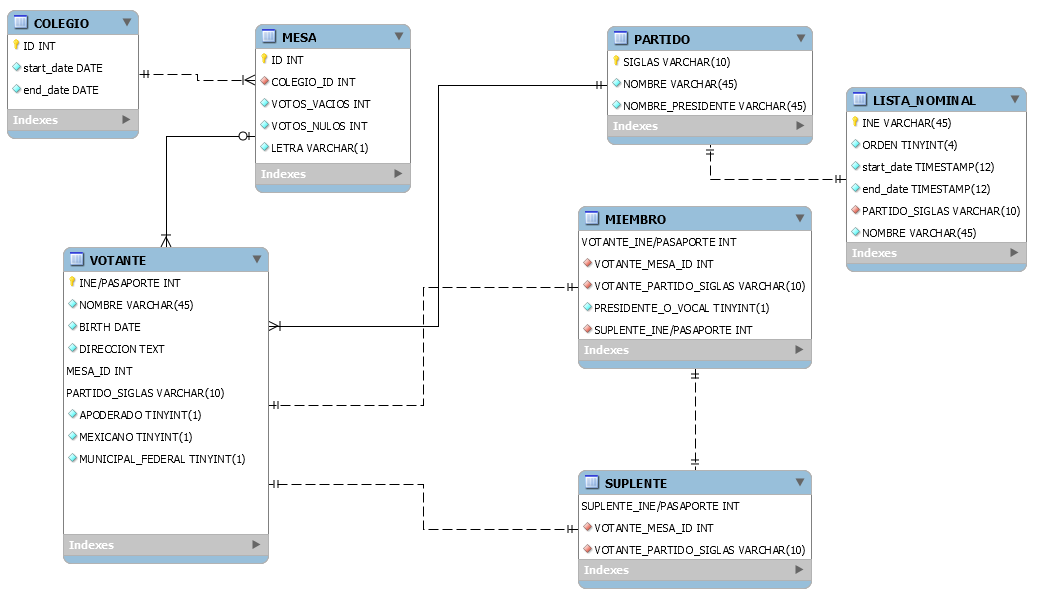 COLEGIO
ID INT
start_date DATE
end_date DATE
Indexes
MESA
ID INT
COLEGIO_ID INT
VOTOS_VACIOS INT
VOTOS_NULOS INT
LETRA VARCHAR(1)
Indexes
PARTIDO
SIGLAS VARCHAR(10)
NOMBRE VARCHAR(45)
NOMBRE_PRESIDENTE VARCHAR(45)
Indexes
LISTA_NOMINAL
INE VARCHAR(45)
ORDEN TINYINT(4)
start_date TIMESTAMP(12)
end_date TIMESTAMP(12)
PARTIDO_SIGLAS VARCHAR(10)
NOMBRE VARCHAR(45)
Indexes
MIEMBRO
VOTANTE_INE/PASAPORTE INT
VOTANTE_MESA_ID INT
VOTANTE_PARTIDO_SIGLAS VARCHAR(10)
PRESIDENTE_O_VOCAL TINYINT(1)
SUPLENTE_INE/PASAPORTE INT
Indexes
VOTANTE
INE/PASAPORTE INT
NOMBRE VARCHAR(45)
BIRTH DATE
DIRECCION TEXT
MESA_ID INT
PARTIDO_SIGLAS VARCHAR(10)
APODERADO TINYINT(1)
MEXICANO TINYINT(1)
MUNICIPAL_FEDERAL TINYINT(1)
Indexes
SUPLENTE
SUPLENTE_INE/PASAPORTE INT
VOTANTE_MESA_ID INT
VOTANTE_PARTIDO_SIGLAS VARCHAR(10)
Indexes